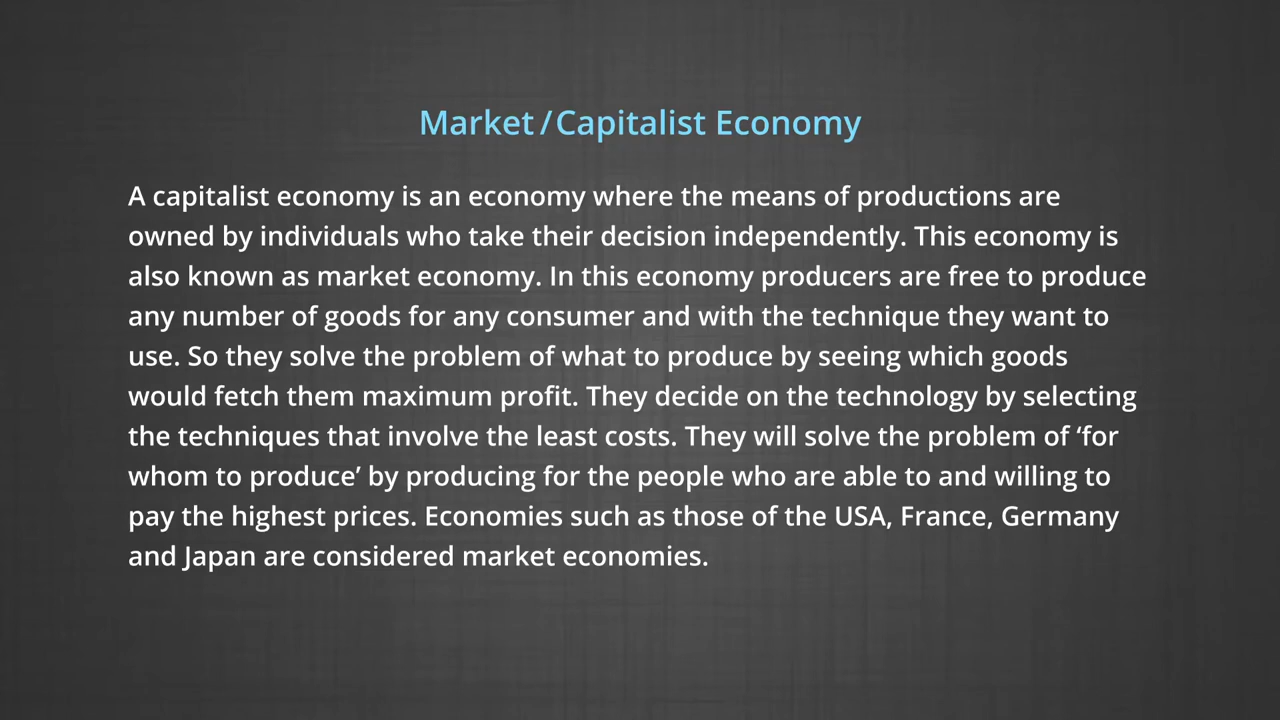 Market/Capitalist Economy
A capitalist economy is an economy where the means of productions are
owned by individuals who take their decision independently. This economy is
also known as market economy. In this economy producers are free to produce
any number of goods for any consumer and with the technique they want to
use. So they solve the problem of what to produce by seeing which goods
would fetch them maximum profit. They decide on the technology by selecting
the techniques that involve the least costs. They will solve the problem of ‘for
whom to produce’ by producing for the people who are able to and willing to
pay the highest prices. Economies such as those of the USA, France, Germany
and Japan are considered market economies.